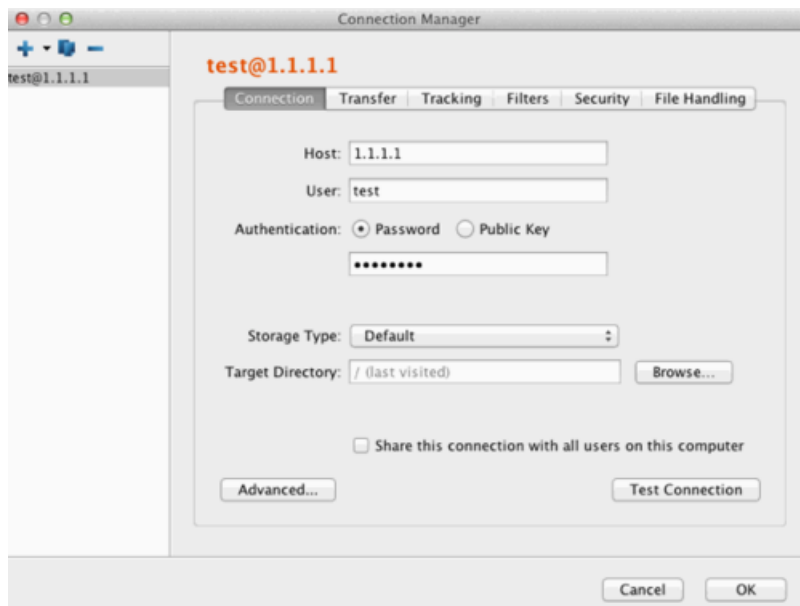 Connection Manager
test@1.1.1.1
test@1.1.1.1
Connection Transfer Tracking Filters Security File Handling
Host: 1.1.1.1
User: test
Authentication: Password Public Key
••••••••
Storage Type: Default
Target Directory: / (last visited) Browse...
Share this connection with all users on this computer
Advanced... Test Connection
Cancel OK